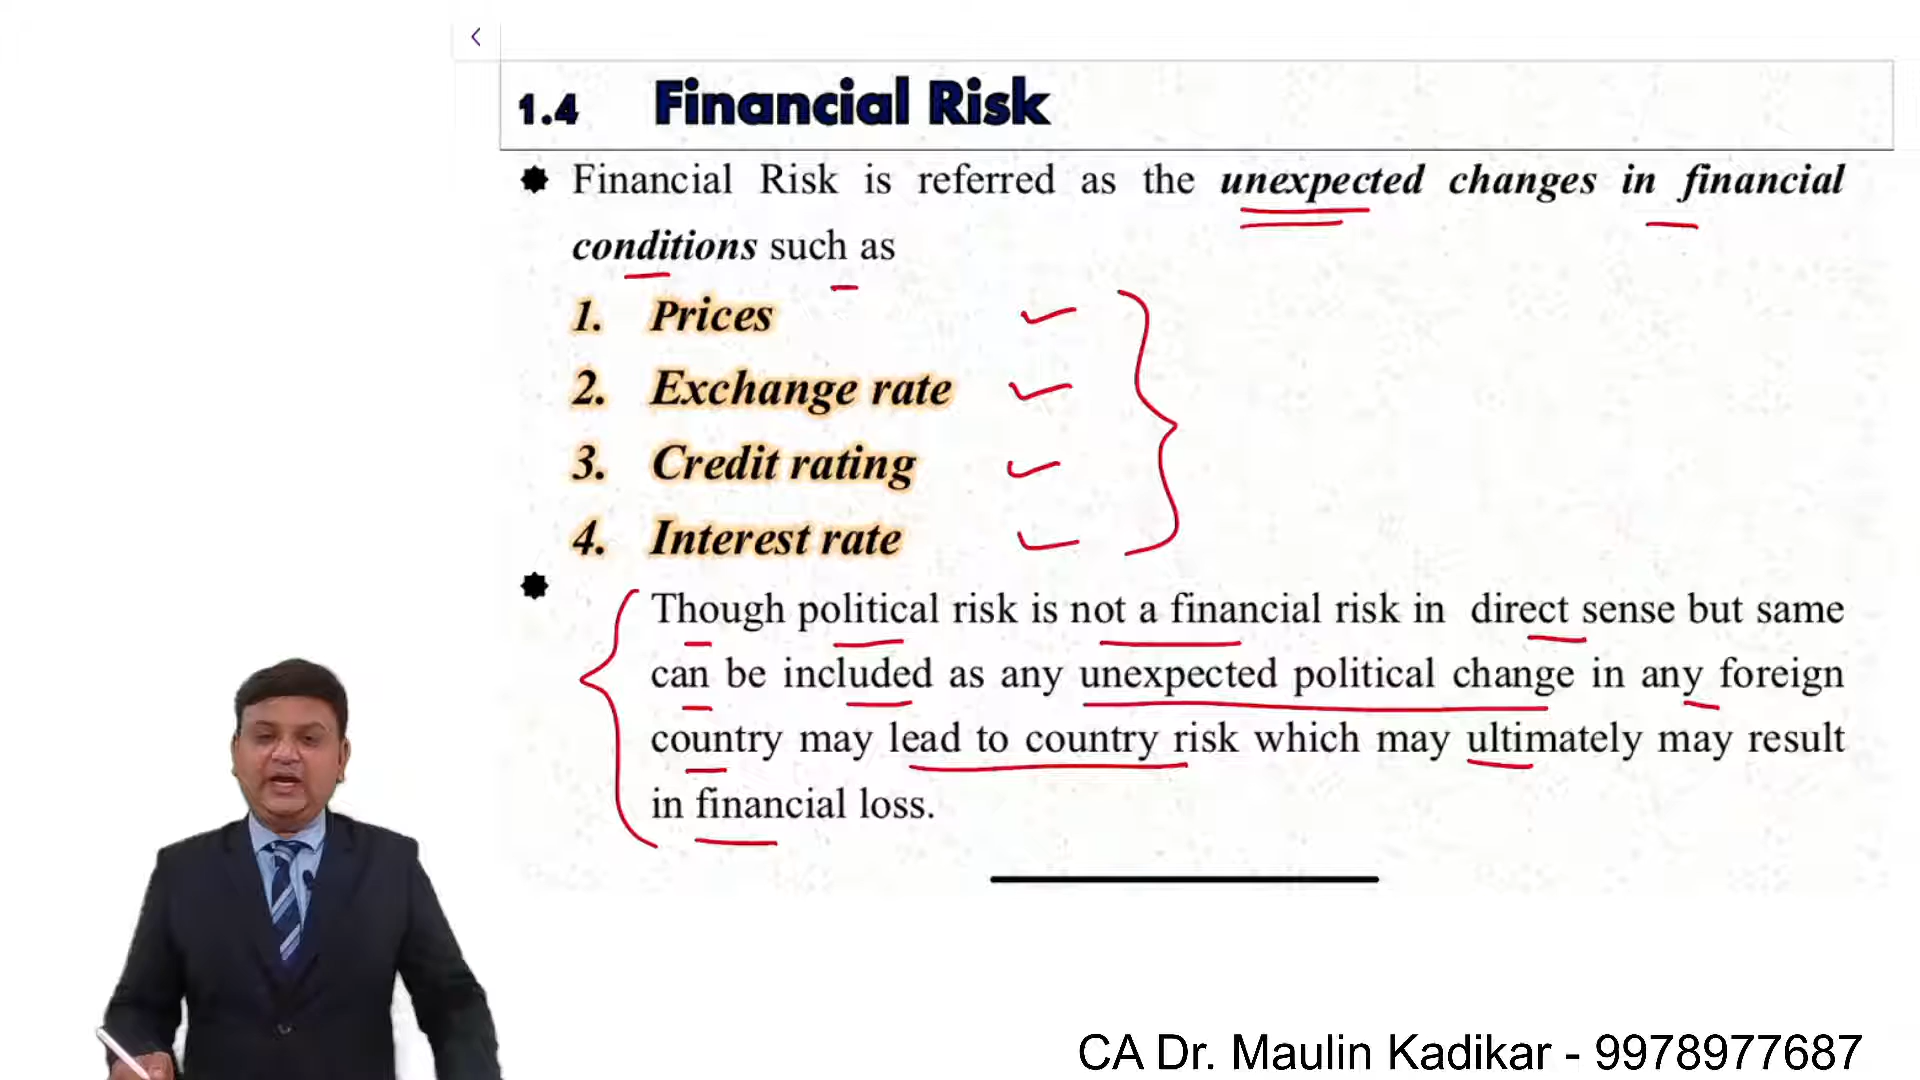 1.4 Financial Risk
Financial Risk is referred as the unexpected changes in financial
conditions such as
1. Prices
2. Exchange rate
3. Credit rating
4. Interest rate
Though political risk is not a financial risk in direct sense but same
can be included as any unexpected political change in any foreign
country may lead to country risk which may ultimately may result
in financial loss.
CA Dr. Maulin Kadikar - 9978977687